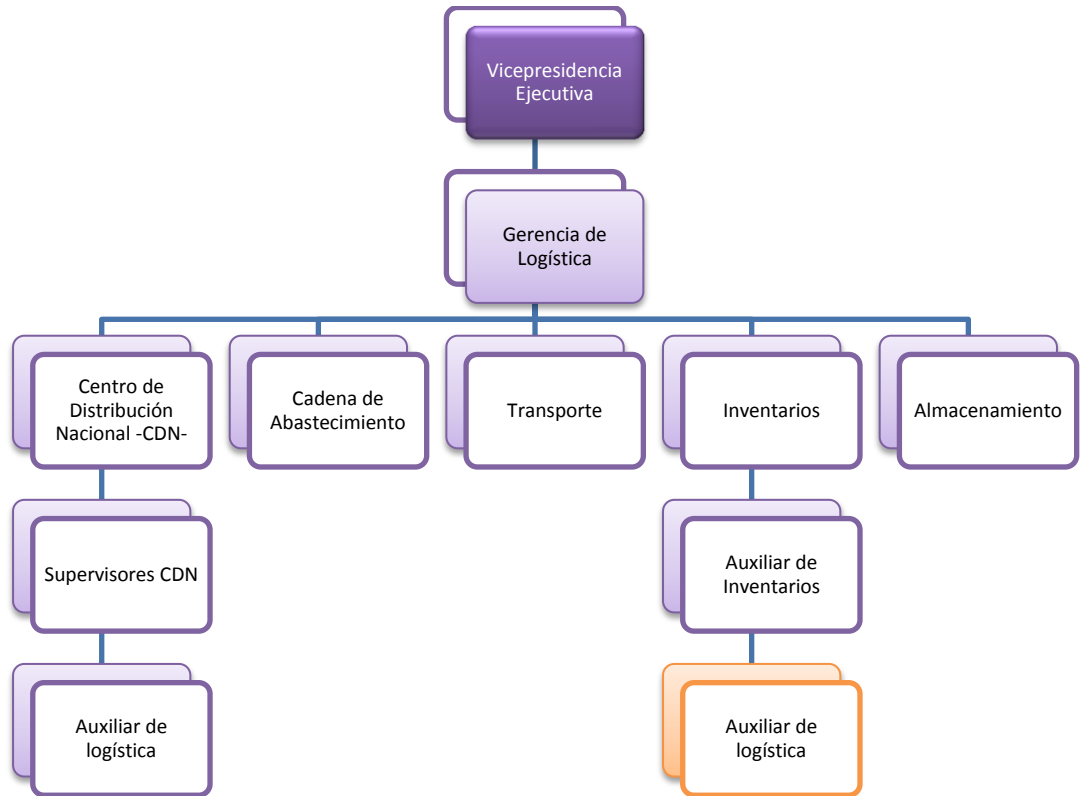 Vicepresidencia
Ejecutiva
Gerencia de
Logística
Centro de
Distribución
Nacional -CDN-
Cadena de
Abastecimiento
Transporte
Inventarios
Almacenamiento
Supervisores CDN
Auxiliar de
Inventarios
Auxiliar de
logística
Auxiliar de
logística